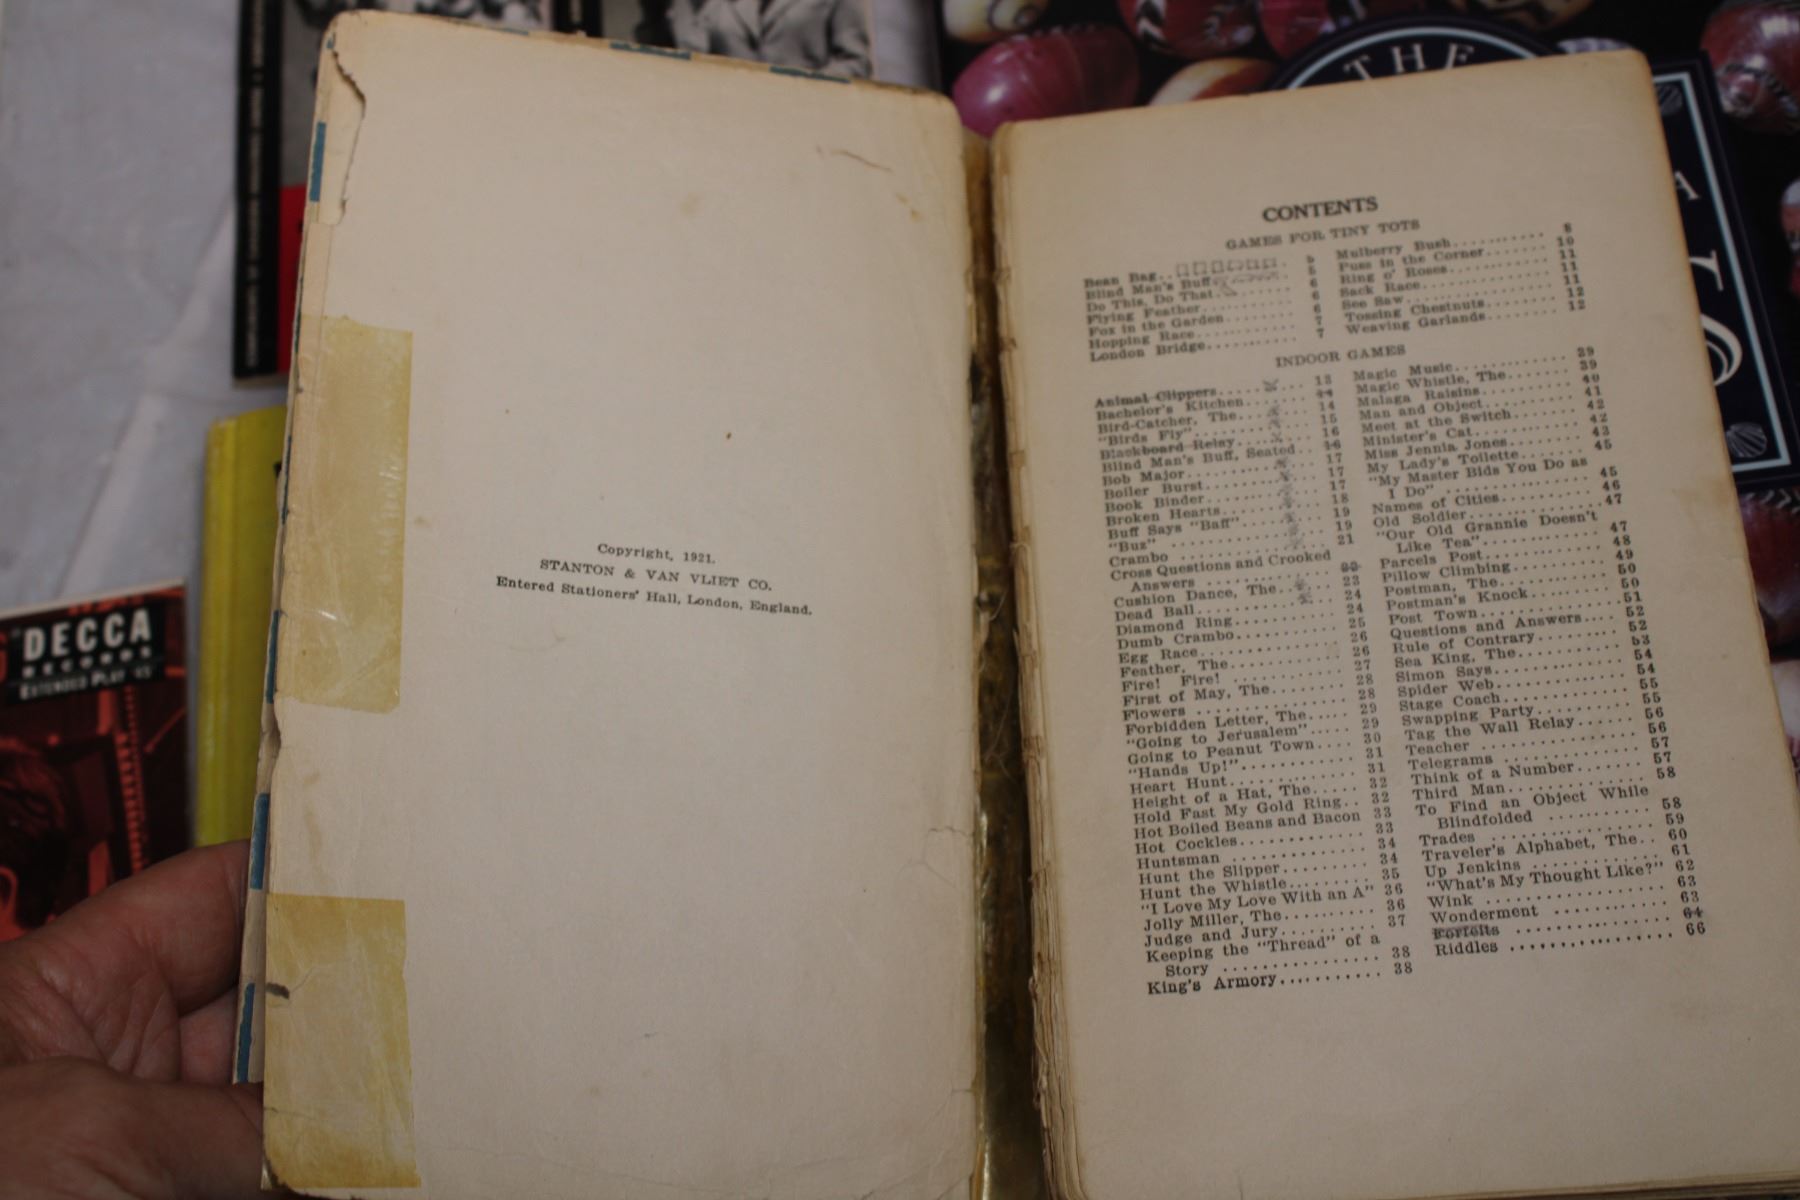 Copyright, 1921.
STANTON & VAN VLIET CO.
Entered Stationers' Hall, London, England.
CONTENTS
GAMES FOR TINY TOTS
Bean Bag.. 5
Blind Man's Buff 5
Do This, Do That 6
Flying Feather........ 6
Fox in the Garden........ 6
Hopping Race........ 7
London Bridge........ 7
Mulberry Bush........ 8
Puss in the Corner........ 10
Ring o' Roses........ 11
Sack Race........ 11
See Saw........ 11
Tossing Chestnuts........ 12
Weaving Garlands........ 12
INDOOR GAMES
Animal Clippers........ 13
Bachelor's Kitchen........ 14
Bird-Catcher, The........ 14
"Birds Fly"........ 15
Blackboard Relay........ 16
Blind Man's Buff, Seated.. 16
Bob Major........ 17
Boiler Burst........ 17
Book Binder........ 17
Broken Hearts........ 18
Buff Says "Baff"........ 19
"Buz" ........ 19
Crambo ........ 21
Cross Questions and Crooked
Answers ........ 22
Cushion Dance, The........ 23
Dead Ball........ 24
Diamond Ring........ 24
Dumb Crambo........ 25
Egg Race........ 26
Feather, The........ 26
Fire! Fire! ........ 27
First of May, The........ 28
Flowers ........ 28
Forbidden Letter, The..... 29
"Going to Jerusalem"..... 29
Going to Peanut Town.... 30
"Hands Up!"........ 31
Heart Hunt........ 31
Height of a Hat, The..... 32
Hold Fast My Gold Ring.. 32
Hot Boiled Beans and Bacon 33
Hot Cockles........ 33
Huntsman ........ 34
Hunt the Slipper........ 34
Hunt the Whistle........ 35
"I Love My Love With an A" 36
Jolly Miller, The........ 36
Judge and Jury........ 37
Keeping the "Thread" of a
Story ........ 38
King's Armory........ 38
Magic Music........ 39
Magic Whistle, The....... 39
Malaga Raisins........ 40
Man and Object........ 41
Meet at the Switch........ 42
Minister's Cat........ 42
Miss Jennia Jones........ 43
My Lady's Toilette........ 45
"My Master Bids You Do as
I Do" ........ 45
Names of Cities........ 46
Old Soldier........ 47
"Our Old Grannie Doesn't
Like Tea"........ 47
Parcels Post........ 48
Pillow Climbing........ 49
Postman, The........ 50
Postman's Knock........ 50
Post Town........ 51
Questions and Answers.... 52
Rule of Contrary........ 52
Sea King, The........ 53
Simon Says........ 54
Spider Web........ 54
Stage Coach........ 55
Swapping Party........ 55
Tag the Wall Relay...... 56
Teacher ........ 56
Telegrams ........ 57
Think of a Number....... 57
Third Man........ 58
To Find an Object While
Blindfolded ........ 58
Trades ........ 59
Traveler's Alphabet, The.. 60
Up Jenkins ........ 61
"What's My Thought Like?" 62
Wink ........ 63
Wonderment ........ 63
Forfeits ........ 64
Riddles ........ 66
DECCA
RECORDS
EXTENDED PLAY 45
THE
A